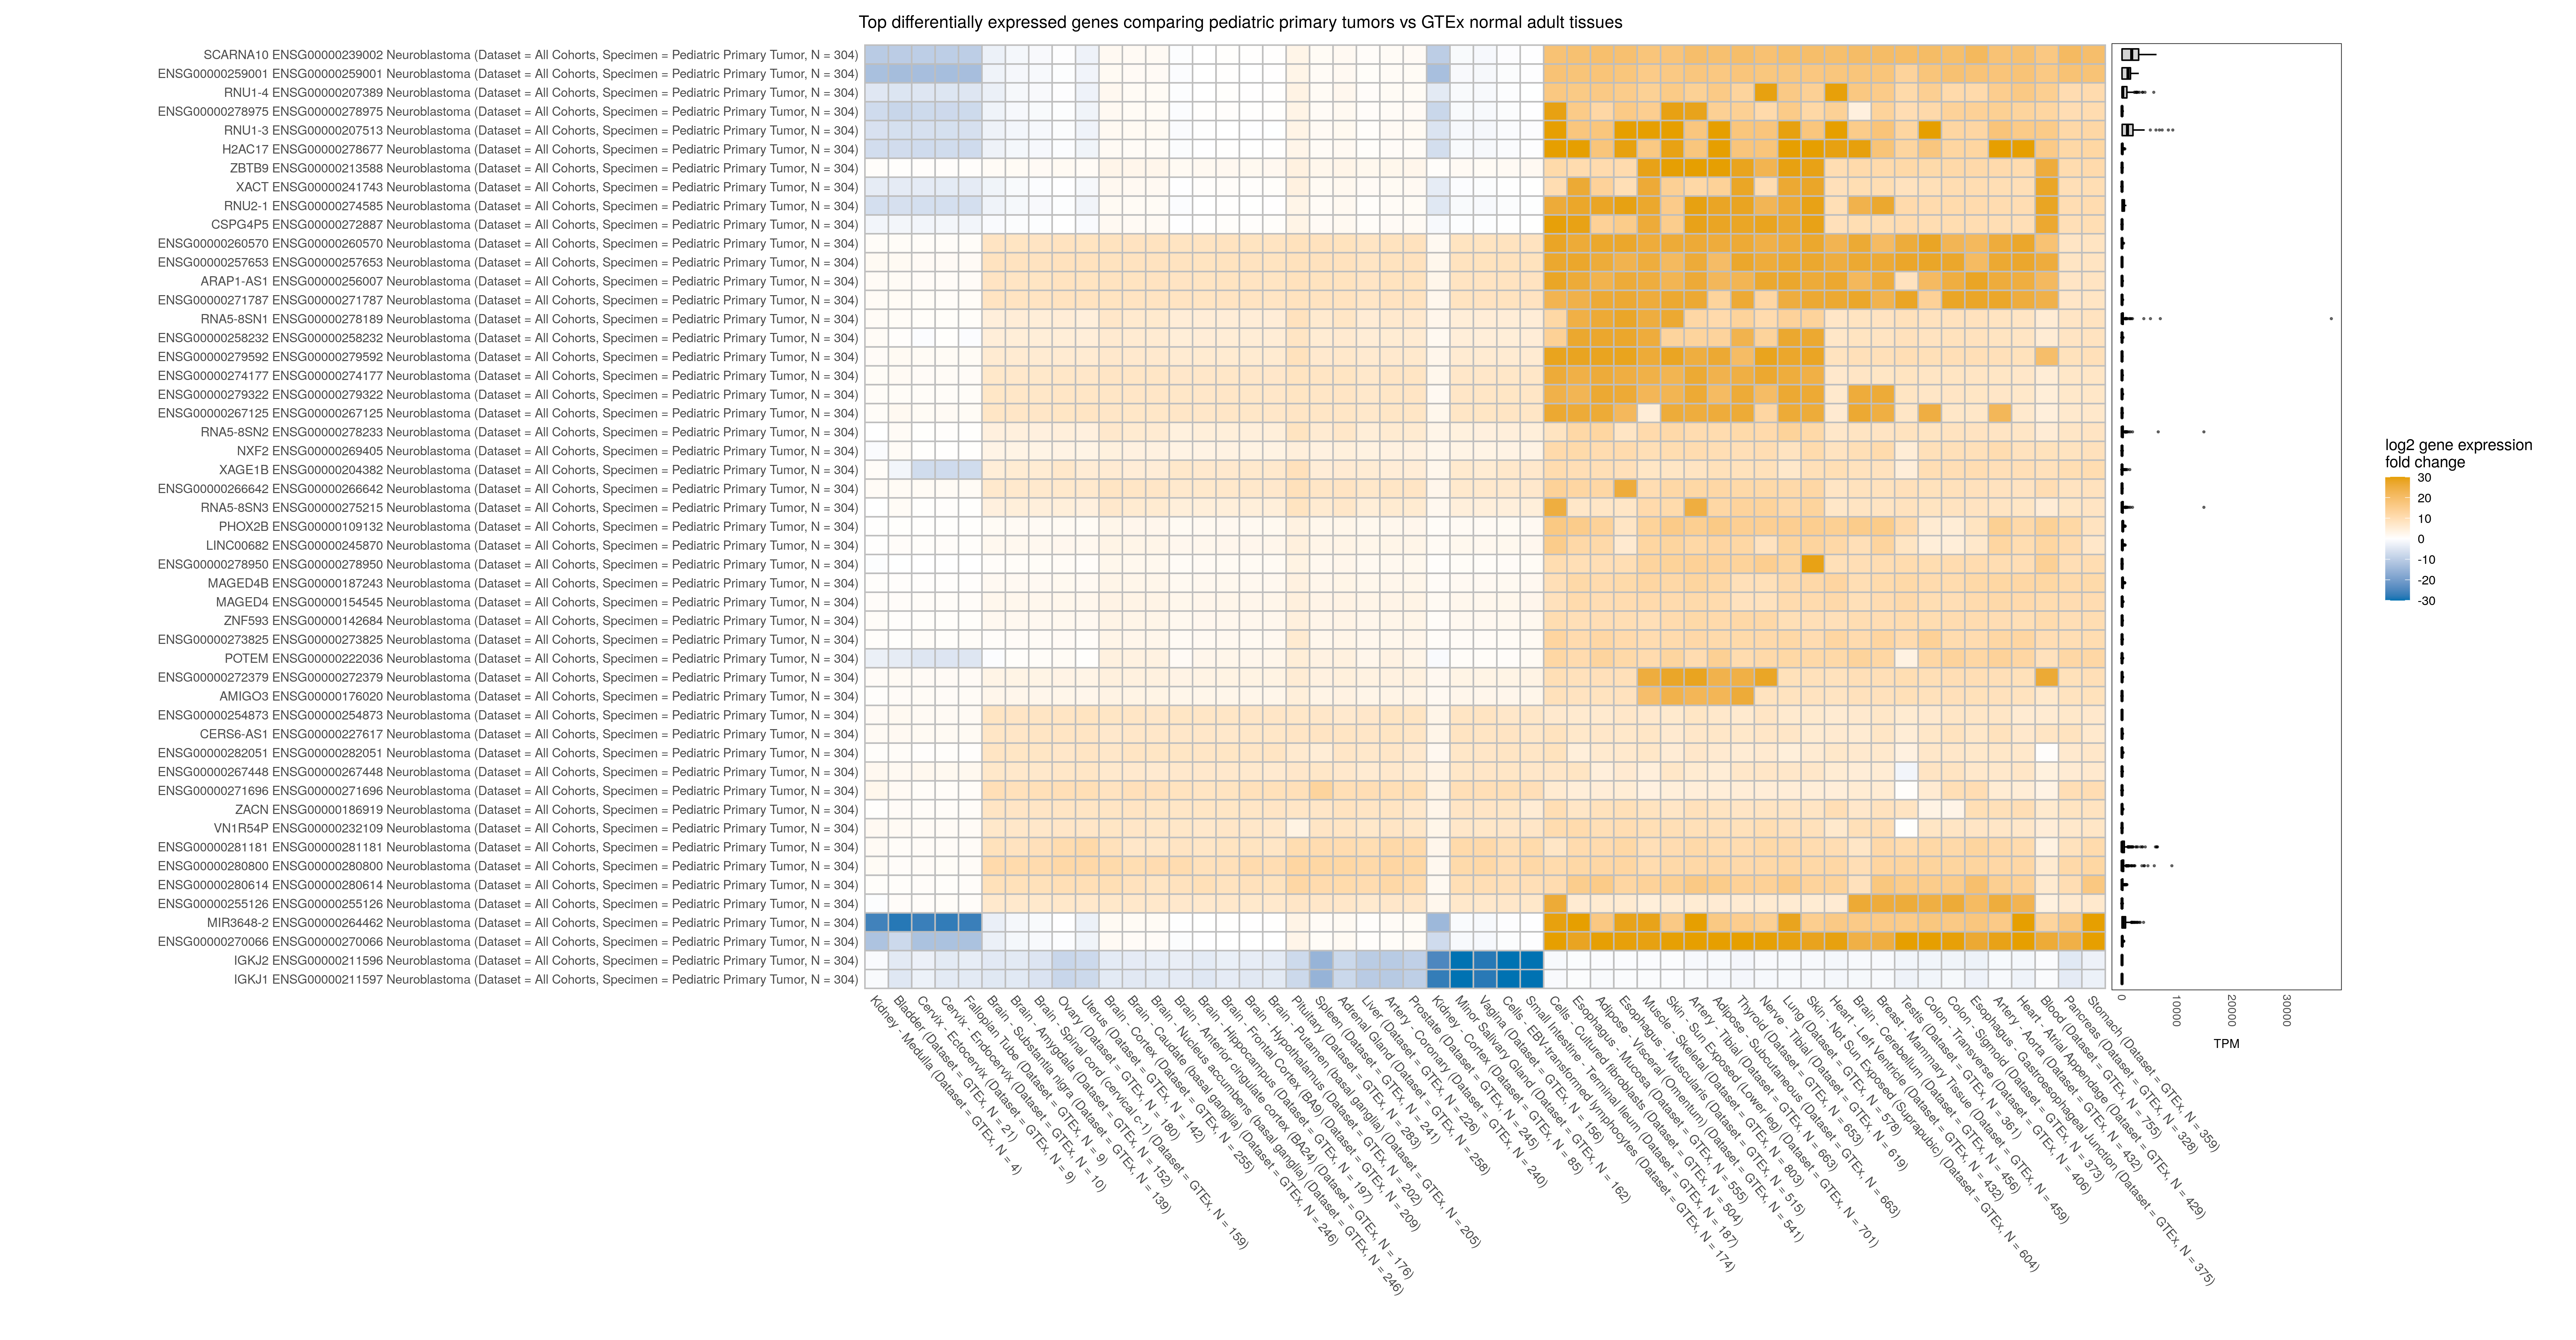 Top differentially expressed genes comparing pediatric primary tumors vs GTEx normal adult tissues
SCARNA10 ENSG00000239002 Neuroblastoma (Dataset = All Cohorts, Specimen = Pediatric Primary Tumor, N = 304)
ENSG00000259001 ENSG00000259001 Neuroblastoma (Dataset = All Cohorts, Specimen = Pediatric Primary Tumor, N = 304)
RNU1-4 ENSG00000207389 Neuroblastoma (Dataset = All Cohorts, Specimen = Pediatric Primary Tumor, N = 304)
ENSG00000278975 ENSG00000278975 Neuroblastoma (Dataset = All Cohorts, Specimen = Pediatric Primary Tumor, N = 304)
RNU1-3 ENSG00000207513 Neuroblastoma (Dataset = All Cohorts, Specimen = Pediatric Primary Tumor, N = 304)
H2AC17 ENSG00000278677 Neuroblastoma (Dataset = All Cohorts, Specimen = Pediatric Primary Tumor, N = 304)
ZBTB9 ENSG00000213588 Neuroblastoma (Dataset = All Cohorts, Specimen = Pediatric Primary Tumor, N = 304)
XACT ENSG00000241743 Neuroblastoma (Dataset = All Cohorts, Specimen = Pediatric Primary Tumor, N = 304)
RNU2-1 ENSG00000274585 Neuroblastoma (Dataset = All Cohorts, Specimen = Pediatric Primary Tumor, N = 304)
CSPG4P5 ENSG00000272887 Neuroblastoma (Dataset = All Cohorts, Specimen = Pediatric Primary Tumor, N = 304)
ENSG00000260570 ENSG00000260570 Neuroblastoma (Dataset = All Cohorts, Specimen = Pediatric Primary Tumor, N = 304)
ENSG00000257653 ENSG00000257653 Neuroblastoma (Dataset = All Cohorts, Specimen = Pediatric Primary Tumor, N = 304)
ARAP1-AS1 ENSG00000256007 Neuroblastoma (Dataset = All Cohorts, Specimen = Pediatric Primary Tumor, N = 304)
ENSG00000271787 ENSG00000271787 Neuroblastoma (Dataset = All Cohorts, Specimen = Pediatric Primary Tumor, N = 304)
RNA5-8SN1 ENSG00000278189 Neuroblastoma (Dataset = All Cohorts, Specimen = Pediatric Primary Tumor, N = 304)
ENSG00000258232 ENSG00000258232 Neuroblastoma (Dataset = All Cohorts, Specimen = Pediatric Primary Tumor, N = 304)
ENSG00000279592 ENSG00000279592 Neuroblastoma (Dataset = All Cohorts, Specimen = Pediatric Primary Tumor, N = 304)
ENSG00000274177 ENSG00000274177 Neuroblastoma (Dataset = All Cohorts, Specimen = Pediatric Primary Tumor, N = 304)
ENSG00000279322 ENSG00000279322 Neuroblastoma (Dataset = All Cohorts, Specimen = Pediatric Primary Tumor, N = 304)
ENSG00000267125 ENSG00000267125 Neuroblastoma (Dataset = All Cohorts, Specimen = Pediatric Primary Tumor, N = 304)
RNA5-8SN2 ENSG00000278233 Neuroblastoma (Dataset = All Cohorts, Specimen = Pediatric Primary Tumor, N = 304)
NXF2 ENSG00000269405 Neuroblastoma (Dataset = All Cohorts, Specimen = Pediatric Primary Tumor, N = 304)
XAGE1B ENSG00000204382 Neuroblastoma (Dataset = All Cohorts, Specimen = Pediatric Primary Tumor, N = 304)
ENSG00000266642 ENSG00000266642 Neuroblastoma (Dataset = All Cohorts, Specimen = Pediatric Primary Tumor, N = 304)
RNA5-8SN3 ENSG00000275215 Neuroblastoma (Dataset = All Cohorts, Specimen = Pediatric Primary Tumor, N = 304)
PHOX2B ENSG00000109132 Neuroblastoma (Dataset = All Cohorts, Specimen = Pediatric Primary Tumor, N = 304)
LINC00682 ENSG00000245870 Neuroblastoma (Dataset = All Cohorts, Specimen = Pediatric Primary Tumor, N = 304)
ENSG00000278950 ENSG00000278950 Neuroblastoma (Dataset = All Cohorts, Specimen = Pediatric Primary Tumor, N = 304)
MAGED4B ENSG00000187243 Neuroblastoma (Dataset = All Cohorts, Specimen = Pediatric Primary Tumor, N = 304)
MAGED4 ENSG00000154545 Neuroblastoma (Dataset = All Cohorts, Specimen = Pediatric Primary Tumor, N = 304)
ZNF593 ENSG00000142684 Neuroblastoma (Dataset = All Cohorts, Specimen = Pediatric Primary Tumor, N = 304)
ENSG00000273825 ENSG00000273825 Neuroblastoma (Dataset = All Cohorts, Specimen = Pediatric Primary Tumor, N = 304)
POTEM ENSG00000222036 Neuroblastoma (Dataset = All Cohorts, Specimen = Pediatric Primary Tumor, N = 304)
ENSG00000272379 ENSG00000272379 Neuroblastoma (Dataset = All Cohorts, Specimen = Pediatric Primary Tumor, N = 304)
AMIGO3 ENSG00000176020 Neuroblastoma (Dataset = All Cohorts, Specimen = Pediatric Primary Tumor, N = 304)
ENSG00000254873 ENSG00000254873 Neuroblastoma (Dataset = All Cohorts, Specimen = Pediatric Primary Tumor, N = 304)
CERS6-AS1 ENSG00000227617 Neuroblastoma (Dataset = All Cohorts, Specimen = Pediatric Primary Tumor, N = 304)
ENSG00000282051 ENSG00000282051 Neuroblastoma (Dataset = All Cohorts, Specimen = Pediatric Primary Tumor, N = 304)
ENSG00000267448 ENSG00000267448 Neuroblastoma (Dataset = All Cohorts, Specimen = Pediatric Primary Tumor, N = 304)
ENSG00000271696 ENSG00000271696 Neuroblastoma (Dataset = All Cohorts, Specimen = Pediatric Primary Tumor, N = 304)
ZACN ENSG00000186919 Neuroblastoma (Dataset = All Cohorts, Specimen = Pediatric Primary Tumor, N = 304)
VN1R54P ENSG00000232109 Neuroblastoma (Dataset = All Cohorts, Specimen = Pediatric Primary Tumor, N = 304)
ENSG00000281181 ENSG00000281181 Neuroblastoma (Dataset = All Cohorts, Specimen = Pediatric Primary Tumor, N = 304)
ENSG00000280800 ENSG00000280800 Neuroblastoma (Dataset = All Cohorts, Specimen = Pediatric Primary Tumor, N = 304)
ENSG00000280614 ENSG00000280614 Neuroblastoma (Dataset = All Cohorts, Specimen = Pediatric Primary Tumor, N = 304)
ENSG00000255126 ENSG00000255126 Neuroblastoma (Dataset = All Cohorts, Specimen = Pediatric Primary Tumor, N = 304)
MIR3648-2 ENSG00000264462 Neuroblastoma (Dataset = All Cohorts, Specimen = Pediatric Primary Tumor, N = 304)
ENSG00000270066 ENSG00000270066 Neuroblastoma (Dataset = All Cohorts, Specimen = Pediatric Primary Tumor, N = 304)
IGKJ2 ENSG00000211596 Neuroblastoma (Dataset = All Cohorts, Specimen = Pediatric Primary Tumor, N = 304)
IGKJ1 ENSG00000211597 Neuroblastoma (Dataset = All Cohorts, Specimen = Pediatric Primary Tumor, N = 304)
Kidney - Medulla (Dataset = GTEx, N = 4)
Bladder (Dataset = GTEx, N = 21)
Cervix - Ectocervix (Dataset = GTEx, N = 9)
Cervix - Endocervix (Dataset = GTEx, N = 10)
Fallopian Tube (Dataset = GTEx, N = 9)
Brain - Substantia nigra (Dataset = GTEx, N = 139)
Brain - Amygdala (Dataset = GTEx, N = 152)
Brain - Spinal cord (cervical c-1) (Dataset = GTEx, N = 159)
Ovary (Dataset = GTEx, N = 180)
Uterus (Dataset = GTEx, N = 142)
Brain - Cortex (Dataset = GTEx, N = 255)
Brain - Caudate (basal ganglia) (Dataset = GTEx, N = 246)
Brain - Nucleus accumbens (basal ganglia) (Dataset = GTEx, N = 246)
Brain - Anterior cingulate cortex (BA24) (Dataset = GTEx, N = 176)
Brain - Hippocampus (Dataset = GTEx, N = 197)
Brain - Frontal Cortex (BA9) (Dataset = GTEx, N = 209)
Brain - Hypothalamus (Dataset = GTEx, N = 202)
Brain - Putamen (basal ganglia) (Dataset = GTEx, N = 205)
Pituitary (Dataset = GTEx, N = 283)
Spleen (Dataset = GTEx, N = 241)
Adrenal Gland (Dataset = GTEx, N = 258)
Liver (Dataset = GTEx, N = 226)
Artery - Coronary (Dataset = GTEx, N = 240)
Prostate (Dataset = GTEx, N = 245)
Kidney - Cortex (Dataset = GTEx, N = 85)
Minor Salivary Gland (Dataset = GTEx, N = 162)
Vagina (Dataset = GTEx, N = 156)
Cells - EBV-transformed lymphocytes (Dataset = GTEx, N = 174)
Small Intestine - Terminal Ileum (Dataset = GTEx, N = 187)
Cells - Cultured fibroblasts (Dataset = GTEx, N = 504)
Esophagus - Mucosa (Dataset = GTEx, N = 555)
Adipose - Visceral (Omentum) (Dataset = GTEx, N = 541)
Esophagus - Muscularis (Dataset = GTEx, N = 515)
Muscle - Skeletal (Dataset = GTEx, N = 803)
Skin - Sun Exposed (Lower leg) (Dataset = GTEx, N = 701)
Artery - Tibial (Dataset = GTEx, N = 663)
Adipose - Subcutaneous (Dataset = GTEx, N = 663)
Thyroid (Dataset = GTEx, N = 653)
Nerve - Tibial (Dataset = GTEx, N = 619)
Lung (Dataset = GTEx, N = 578)
Skin - Not Sun Exposed (Suprapubic) (Dataset = GTEx, N = 604)
Heart - Left Ventricle (Dataset = GTEx, N = 432)
Brain - Cerebellum (Dataset = GTEx, N = 456)
Breast - Mammary Tissue (Dataset = GTEx, N = 459)
Testis (Dataset = GTEx, N = 361)
Colon - Transverse (Dataset = GTEx, N = 406)
Colon - Sigmoid (Dataset = GTEx, N = 373)
Esophagus - Gastroesophageal Junction (Dataset = GTEx, N = 375)
Artery - Aorta (Dataset = GTEx, N = 432)
Heart - Atrial Appendage (Dataset = GTEx, N = 429)
Blood (Dataset = GTEx, N = 755)
Pancreas (Dataset = GTEx, N = 328)
Stomach (Dataset = GTEx, N = 359)
0
10000
20000
30000
TPM
log2 gene expression
fold change
30
20
10
0
-10
-20
-30